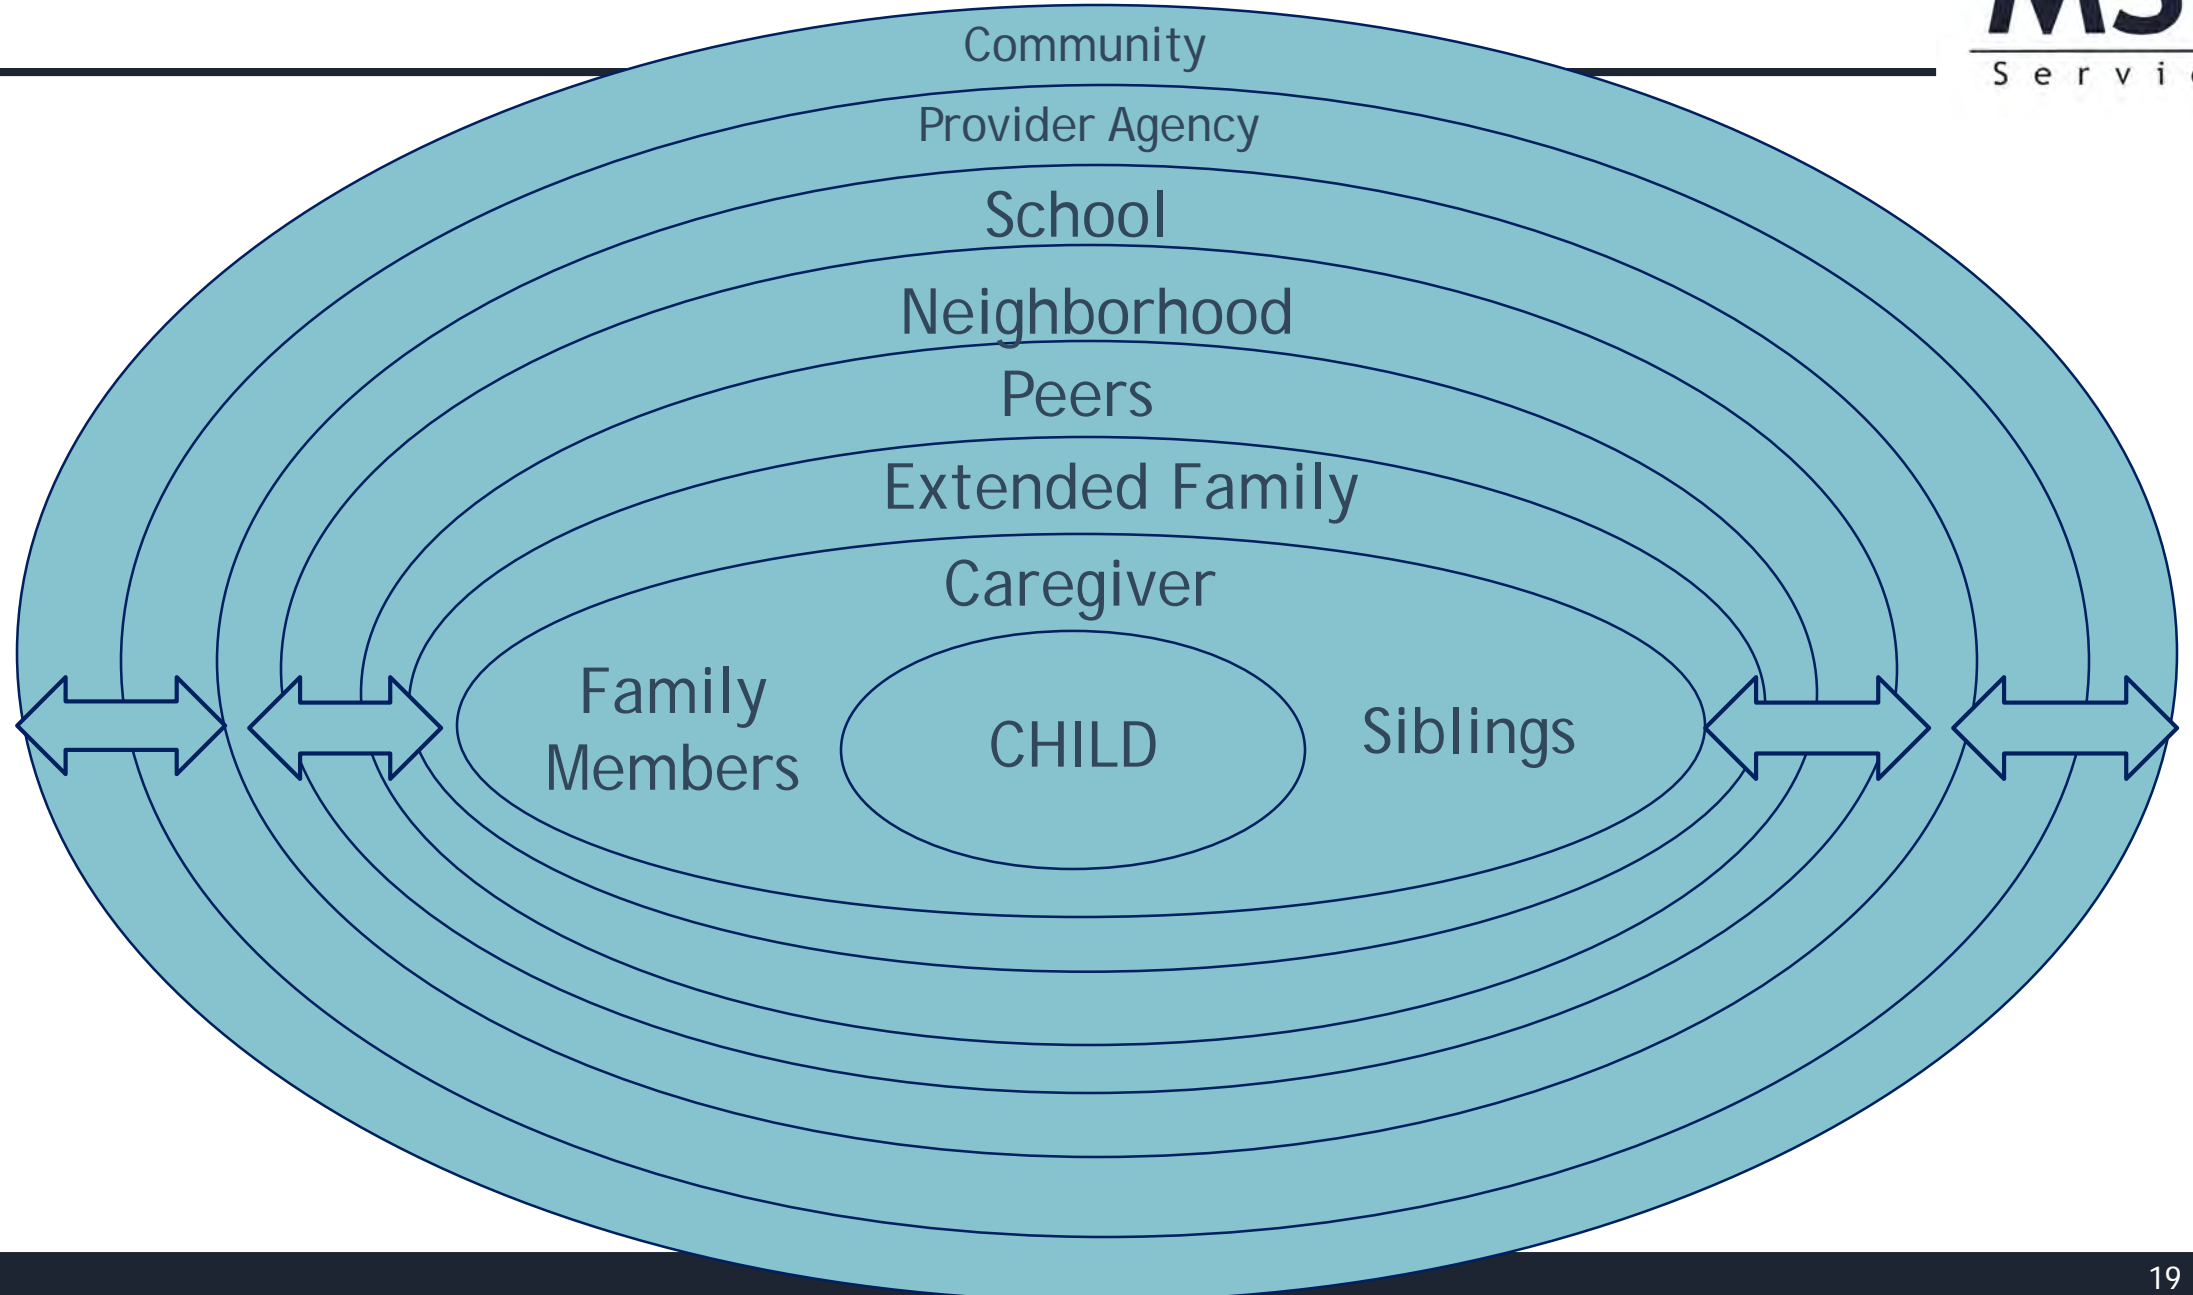 Community
Provider Agency
School
Neighborhood
Peers
Extended Family
Caregiver
Family
Members
CHILD
Siblings
19